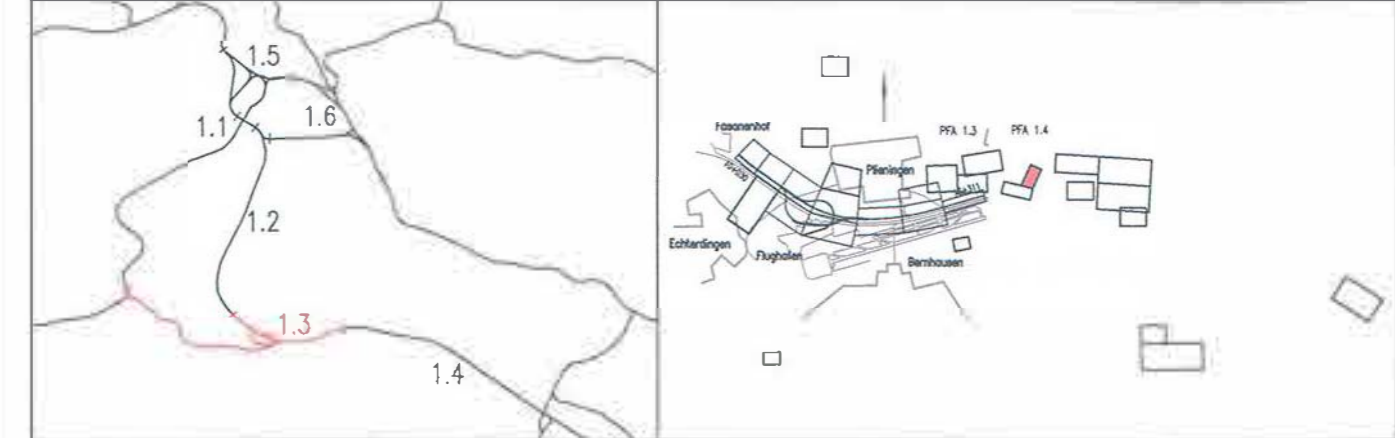 1.5
1.6
1.1
1.2
1.3
1.4
Fasanenhof
PFA 1.3
PFA 1.4
Plieningen
Echterdingen
Flughafen
Bernhausen